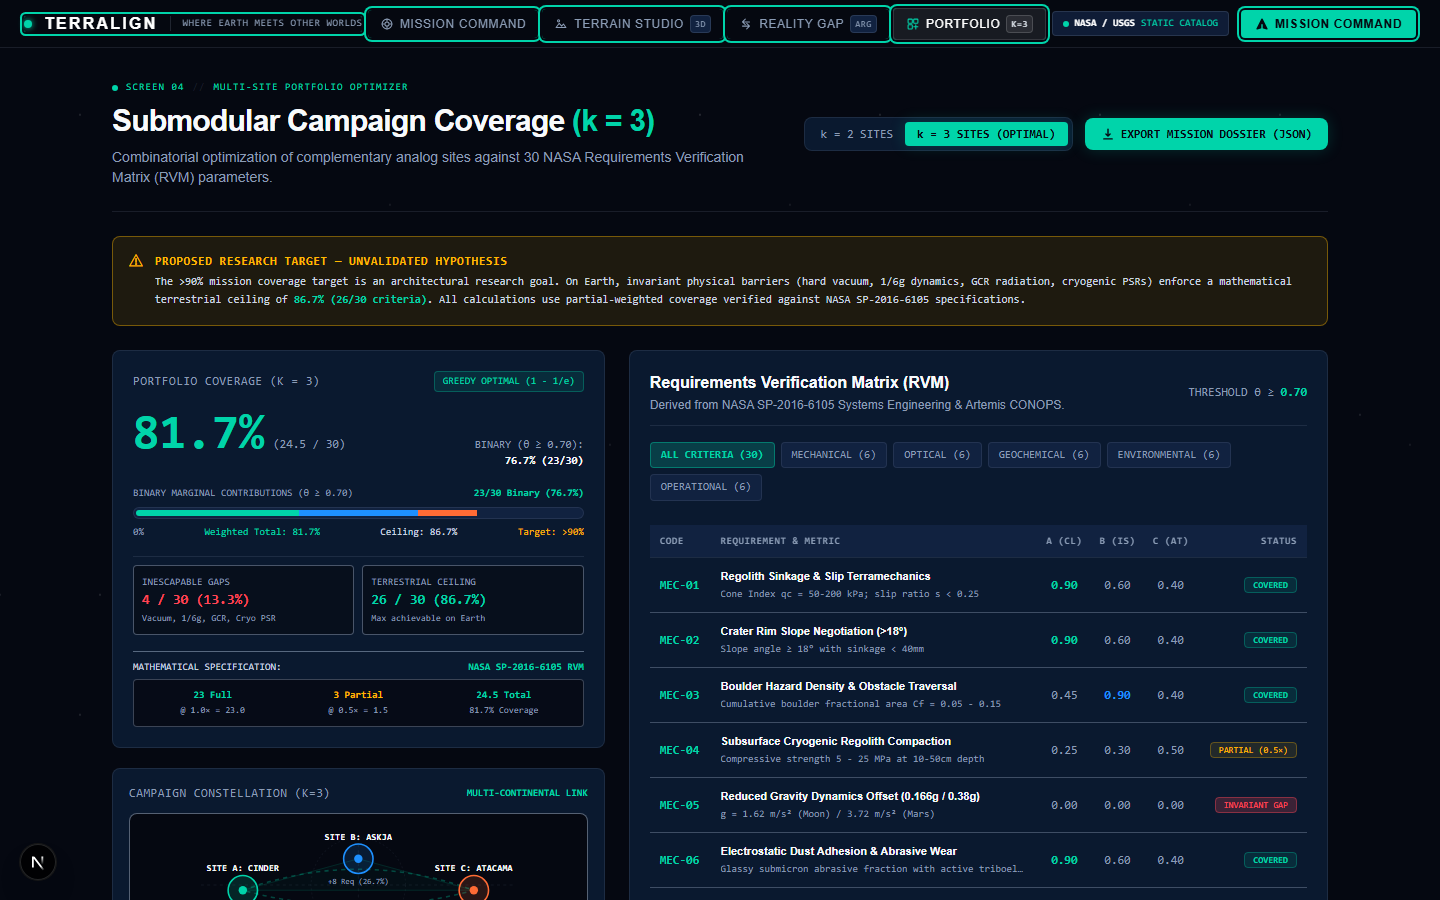 TERRALIGN
WHERE EARTH MEETS OTHER WORLDS
MISSION COMMAND
TERRAIN STUDIO 3D
REALITY GAP ARG
PORTFOLIO K=3
NASA / USGS STATIC CATALOG
MISSION COMMAND
SCREEN 04 // MULTI-SITE PORTFOLIO OPTIMIZER
Submodular Campaign Coverage (k = 3)
Combinatorial optimization of complementary analog sites against 30 NASA Requirements Verification
Matrix (RVM) parameters.
k = 2 SITES
k = 3 SITES (OPTIMAL)
EXPORT MISSION DOSSIER (JSON)
PROPOSED RESEARCH TARGET — UNVALIDATED HYPOTHESIS
The >90% mission coverage target is an architectural research goal. On Earth, invariant physical barriers (hard vacuum, 1/6g dynamics, GCR radiation, cryogenic PSRs) enforce a mathematical
terrestrial ceiling of 86.7% (26/30 criteria). All calculations use partial-weighted coverage verified against NASA SP-2016-6105 specifications.
PORTFOLIO COVERAGE (K = 3)
GREEDY OPTIMAL (1 - 1/e)
81.7% (24.5 / 30)
BINARY (θ ≥ 0.70):
76.7% (23/30)
BINARY MARGINAL CONTRIBUTIONS (θ ≥ 0.70)
23/30 Binary (76.7%)
0%
Weighted Total: 81.7%
Ceiling: 86.7%
Target: >90%
INESCAPABLE GAPS
4 / 30 (13.3%)
Vacuum, 1/6g, GCR, Cryo PSR
TERRESTRIAL CEILING
26 / 30 (86.7%)
Max achievable on Earth
MATHEMATICAL SPECIFICATION:
NASA SP-2016-6105 RVM
23 Full
@ 1.0× = 23.0
3 Partial
@ 0.5× = 1.5
24.5 Total
81.7% Coverage
CAMPAIGN CONSTELLATION (K=3)
MULTI-CONTINENTAL LINK
SITE B: ASKJA
+8 Req (26.7%)
SITE A: CINDER
SITE C: ATACAMA
Requirements Verification Matrix (RVM)
Derived from NASA SP-2016-6105 Systems Engineering & Artemis CONOPS.
THRESHOLD θ ≥ 0.70
ALL CRITERIA (30)
MECHANICAL (6)
OPTICAL (6)
GEOCHEMICAL (6)
ENVIRONMENTAL (6)
OPERATIONAL (6)
CODE REQUIREMENT & METRIC A (CL) B (IS) C (AT) STATUS
MEC-01 Regolith Sinkage & Slip Terramechanics 0.90 0.60 0.40 COVERED
Cone Index qc = 50-200 kPa; slip ratio s < 0.25
MEC-02 Crater Rim Slope Negotiation (>18°) 0.90 0.60 0.40 COVERED
Slope angle ≥ 18° with sinkage < 40mm
MEC-03 Boulder Hazard Density & Obstacle Traversal 0.45 0.90 0.40 COVERED
Cumulative boulder fractional area Cf = 0.05 - 0.15
MEC-04 Subsurface Cryogenic Regolith Compaction 0.25 0.30 0.50 PARTIAL (0.5×)
Compressive strength 5 - 25 MPa at 10-50cm depth
MEC-05 Reduced Gravity Dynamics Offset (0.166g / 0.38g) 0.00 0.00 0.00 INVARIANT GAP
g = 1.62 m/s² (Moon) / 3.72 m/s² (Mars)
MEC-06 Electrostatic Dust Adhesion & Abrasive Wear 0.90 0.60 0.40 COVERED
Glassy submicron abrasive fraction with active triboel…
N